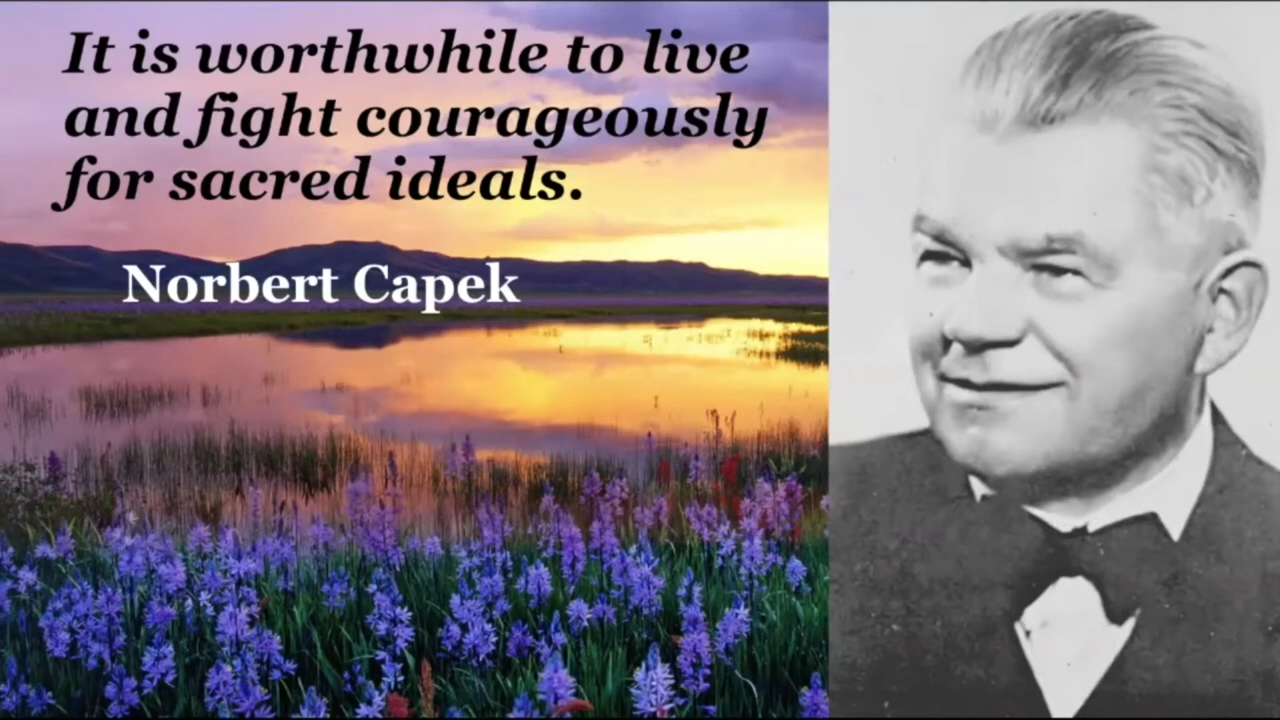 It is worthwhile to live
and fight courageously
for sacred ideals.
Norbert Capek